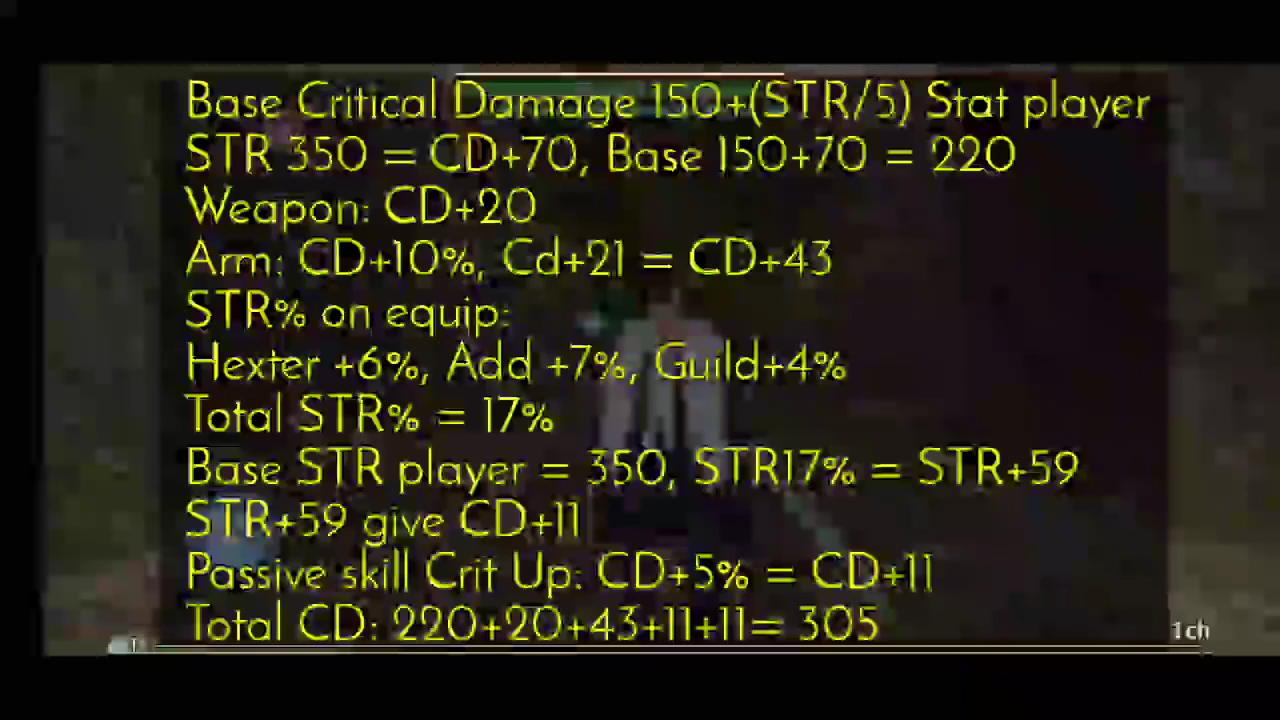 Base Critical Damage 150+(STR/5) Stat player
STR 350 = CD+70, Base 150+70 = 220
Weapon: CD+20
Arm: CD+10%, Cd+21 = CD+43
STR% on equip:
Hexter +6%, Add +7%, Guild+4%
Total STR% = 17%
Base STR player = 350, STR17% = STR+59
STR+59 give CD+11
Passive skill Crit Up: CD+5% = CD+11
Total CD: 220+20+43+11+11= 305
1ch